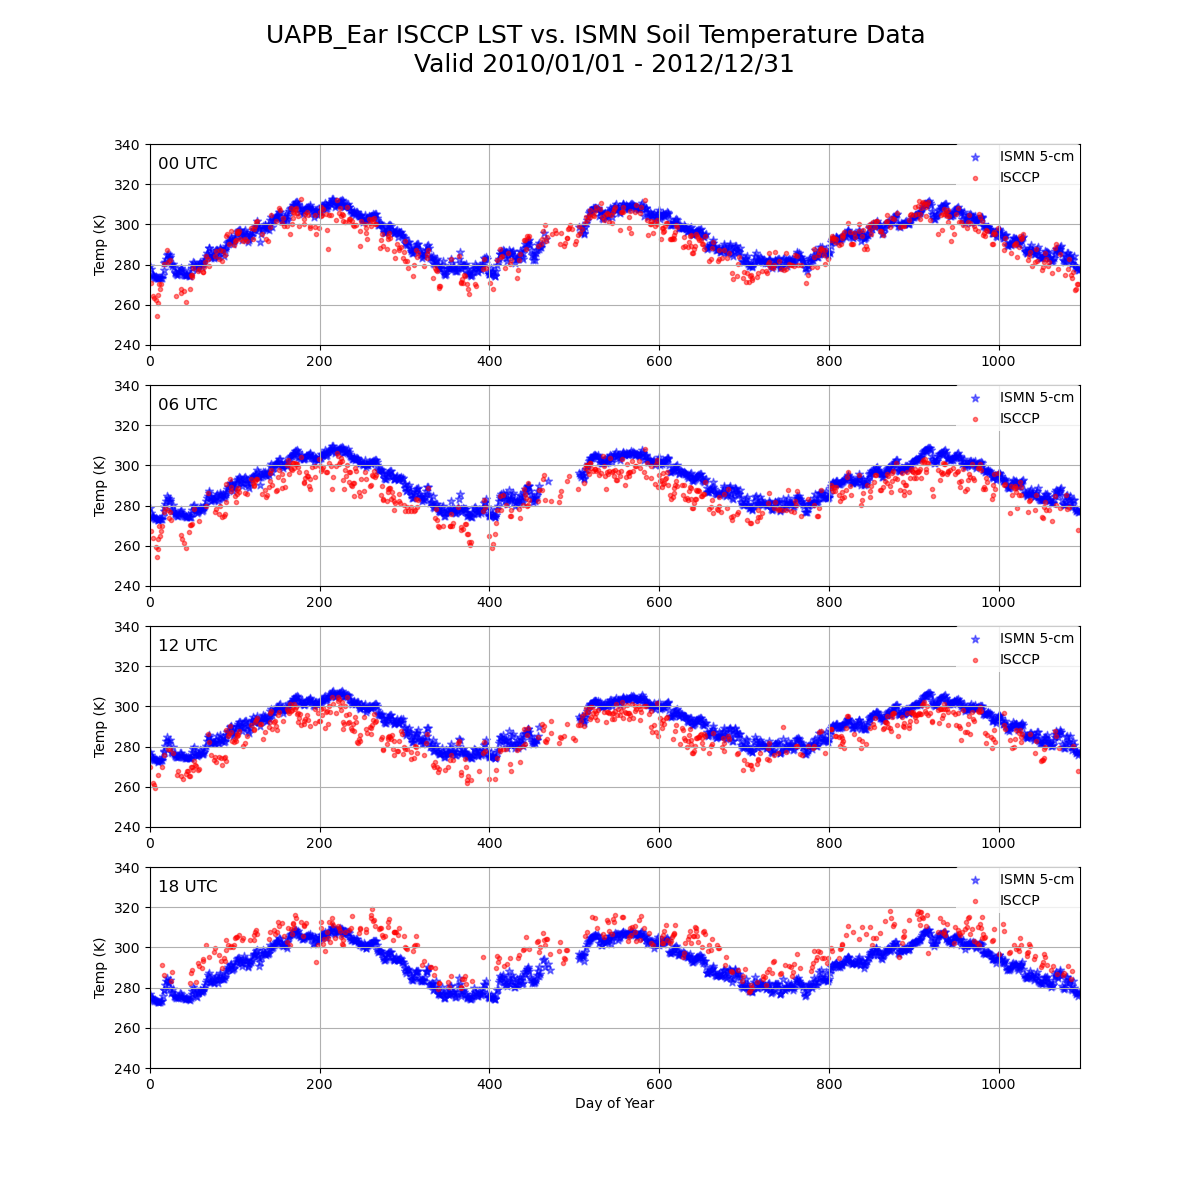 UAPB_Ear ISCCP LST vs. ISMN Soil Temperature Data
Valid 2010/01/01 - 2012/12/31
340
320
300
280
260
240
Temp (K)
00 UTC
ISMN 5-cm
ISCCP
0 200 400 600 800 1000
340
320
300
280
260
240
Temp (K)
06 UTC
ISMN 5-cm
ISCCP
0 200 400 600 800 1000
340
320
300
280
260
240
Temp (K)
12 UTC
ISMN 5-cm
ISCCP
0 200 400 600 800 1000
340
320
300
280
260
240
Temp (K)
18 UTC
ISMN 5-cm
ISCCP
0 200 400 600 800 1000
Day of Year